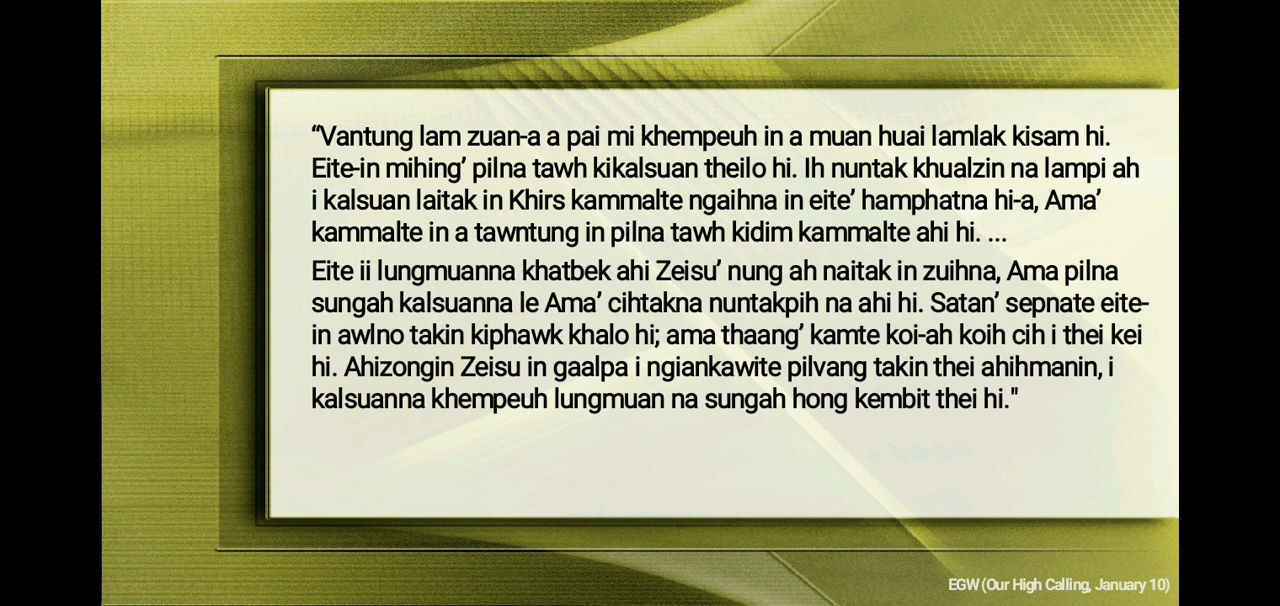 “Vantung lam zuan-a a pai mi khempeuh in a muan huai lamlak kisam hi.
Eite-in mihing’ pilna tawh kikalsuan theilo hi. Ih nuntak khualzin na lampi ah
i kalsuan laitak in Khirs kammalte ngaihna in eite’ hamphatna hi-a, Ama’
kammalte in a tawntung in pilna tawh kidim kammalte ahi hi. ...
Eite ii lungmuanna khatbek ahi Zeisu’ nung ah naitak in zuihna, Ama pilna
sungah kalsuanna le Ama’ cihtakna nuntakpih na ahi hi. Satan’ sepnate eite-
in awlno takin kiphawk khalo hi; ama thaang’ kamte koi-ah koih cih i thei kei
hi. Ahizongin Zeisu in gaalpa i ngiankawite pilvang takin thei ahihmanin, i
kalsuanna khempeuh lungmuan na sungah hong kembit thei hi."
EGW (Our High Calling, January 10)